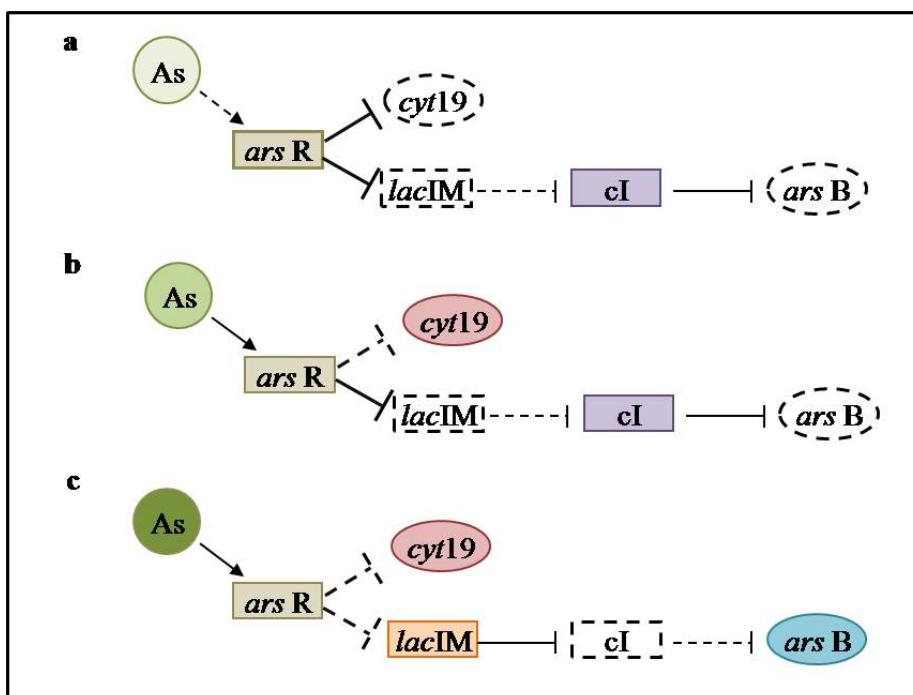 a
As
cyt19
ars R
lacIM
cI
ars B
b
As
cyt19
ars R
lacIM
cI
ars B
c
As
cyt19
ars R
lacIM
cI
ars B